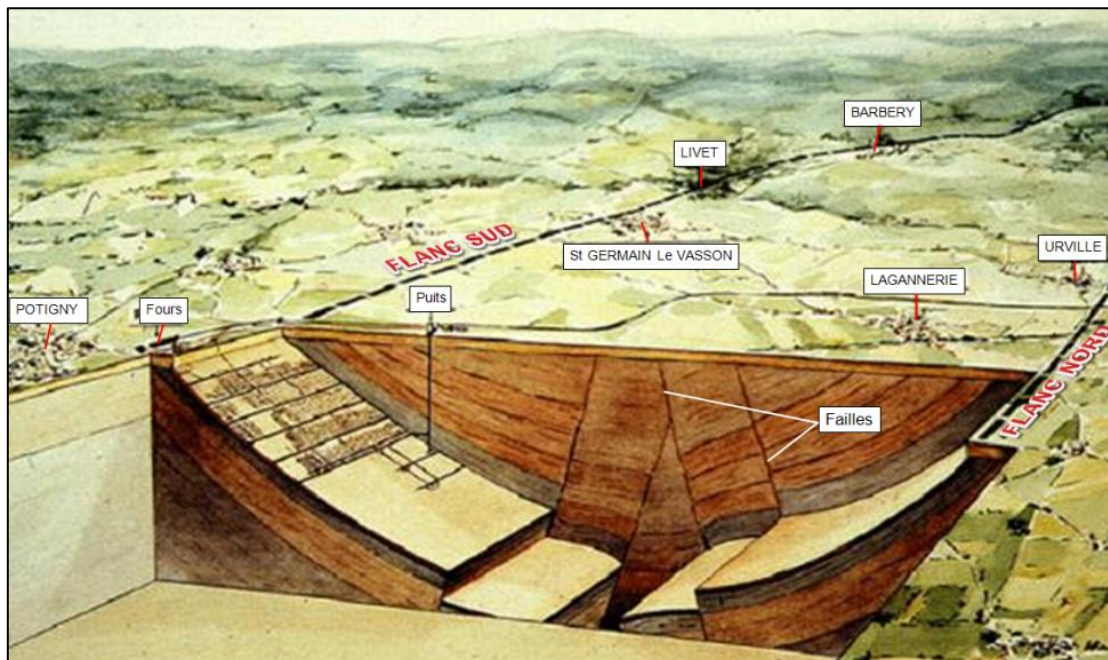 BARBERY
LIVET
FLANC SUD
St GERMAIN Le VASSON
URVILLE
LAGANNERIE
POTIGNY
Fours
Puits
FLANC NORD
Failles